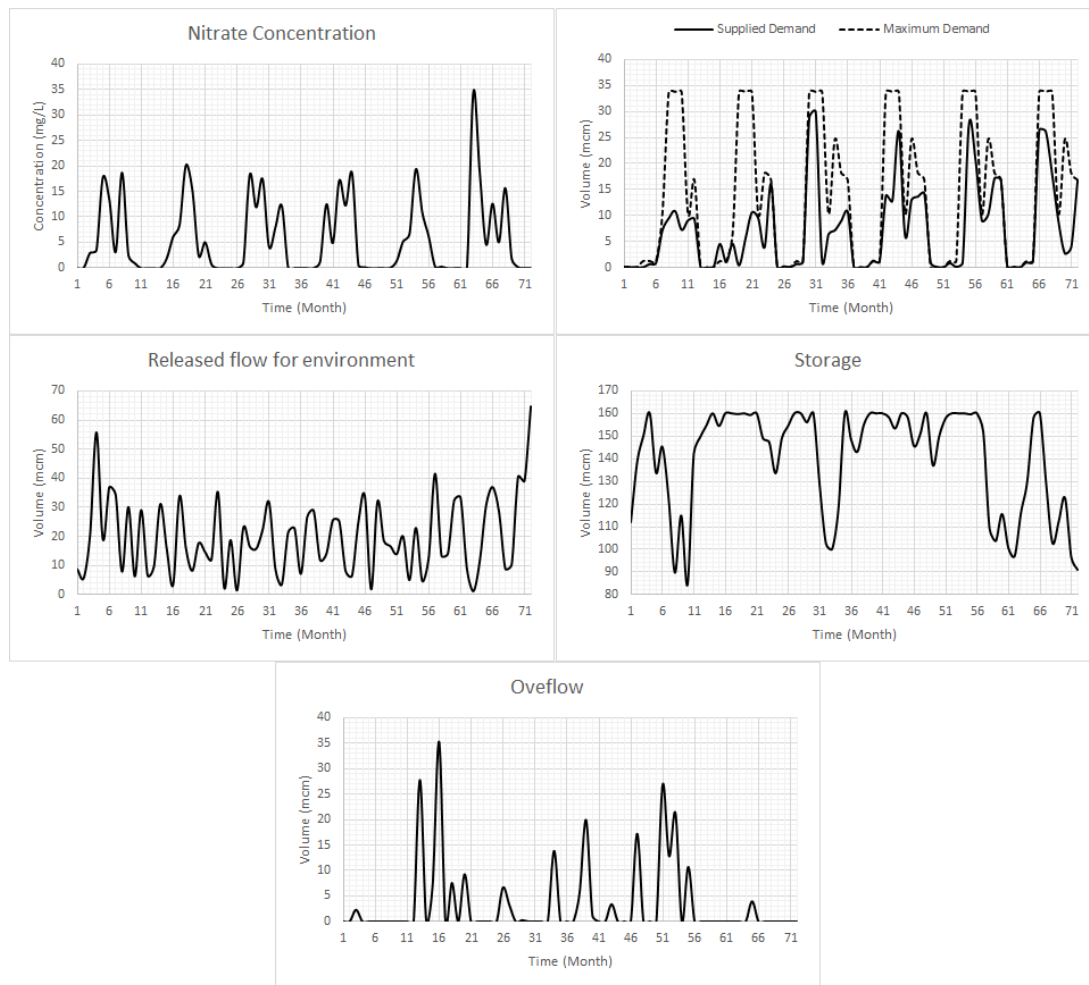 Nitrate Concentration
Concentration (mg/L)
40
35
30
25
20
15
10
5
0
1 6 11 16 21 26 31 36 41 46 51 56 61 66 71
Time (Month)
Supplied Demand Maximum Demand
Volume (mcm)
40
35
30
25
20
15
10
5
0
1 6 11 16 21 26 31 36 41 46 51 56 61 66 71
Time (Month)
Released flow for environment
Volume (mcm)
70
60
50
40
30
20
10
0
1 6 11 16 21 26 31 36 41 46 51 56 61 66 71
Time (Month)
Storage
Volume (mcm)
170
160
150
140
130
120
110
100
90
80
1 6 11 16 21 26 31 36 41 46 51 56 61 66 71
Time (Month)
Oveflow
Volume (mcm)
40
35
30
25
20
15
10
5
0
1 6 11 16 21 26 31 36 41 46 51 56 61 66 71
Time (Month)